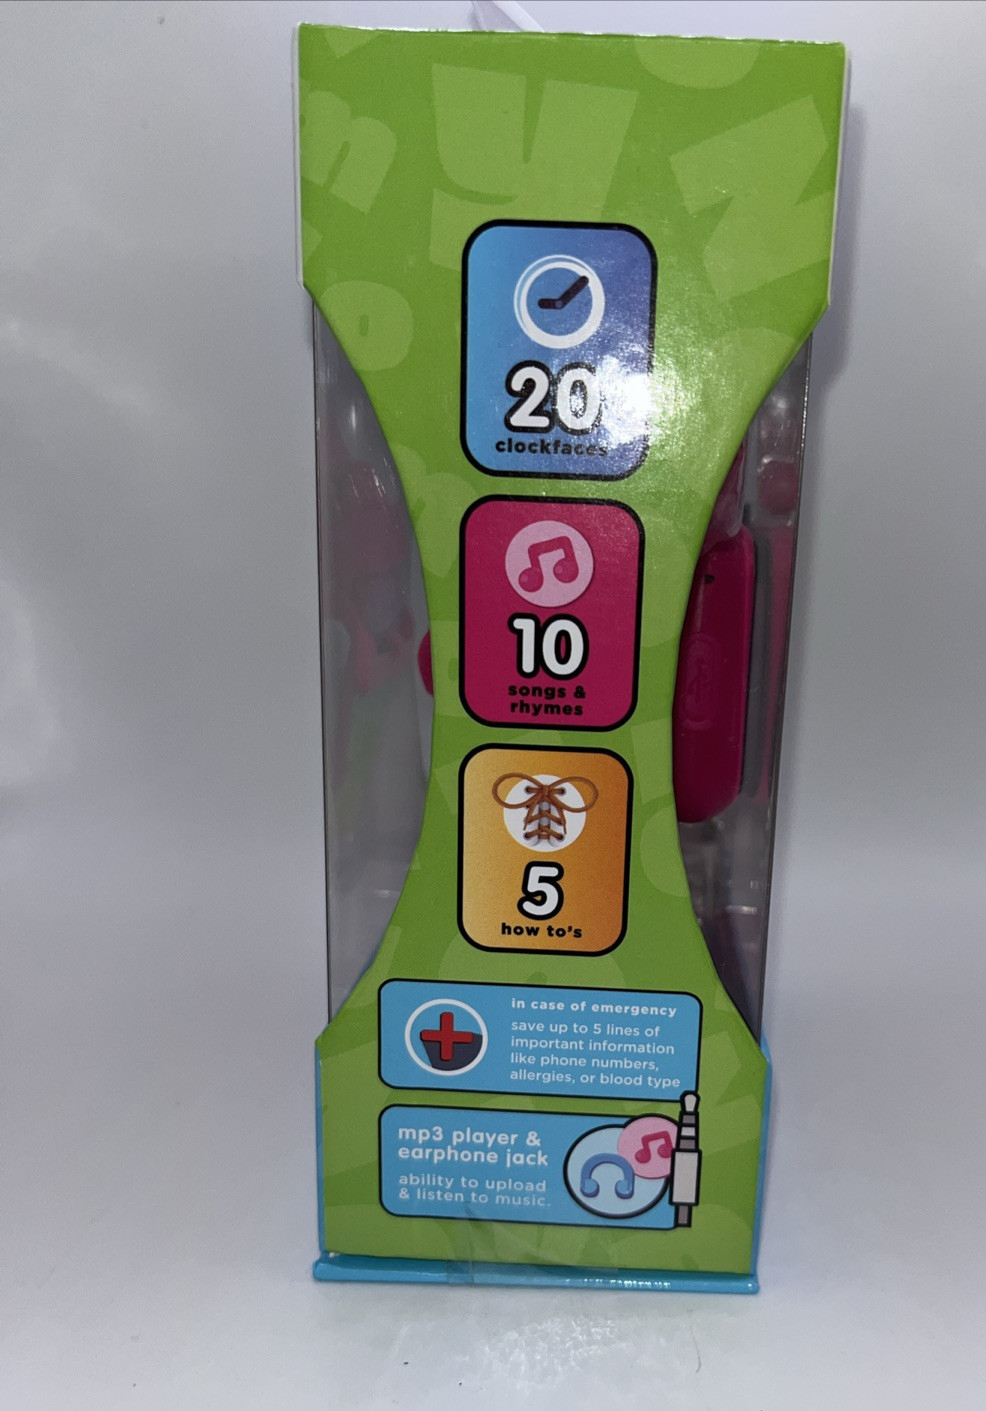 20
clockfaces
10
songs &
rhymes
5
how to's
in case of emergency
save up to 5 lines of
important information
like phone numbers,
allergies, or blood type
mp3 player &
earphone jack
ability to upload
& listen to music.